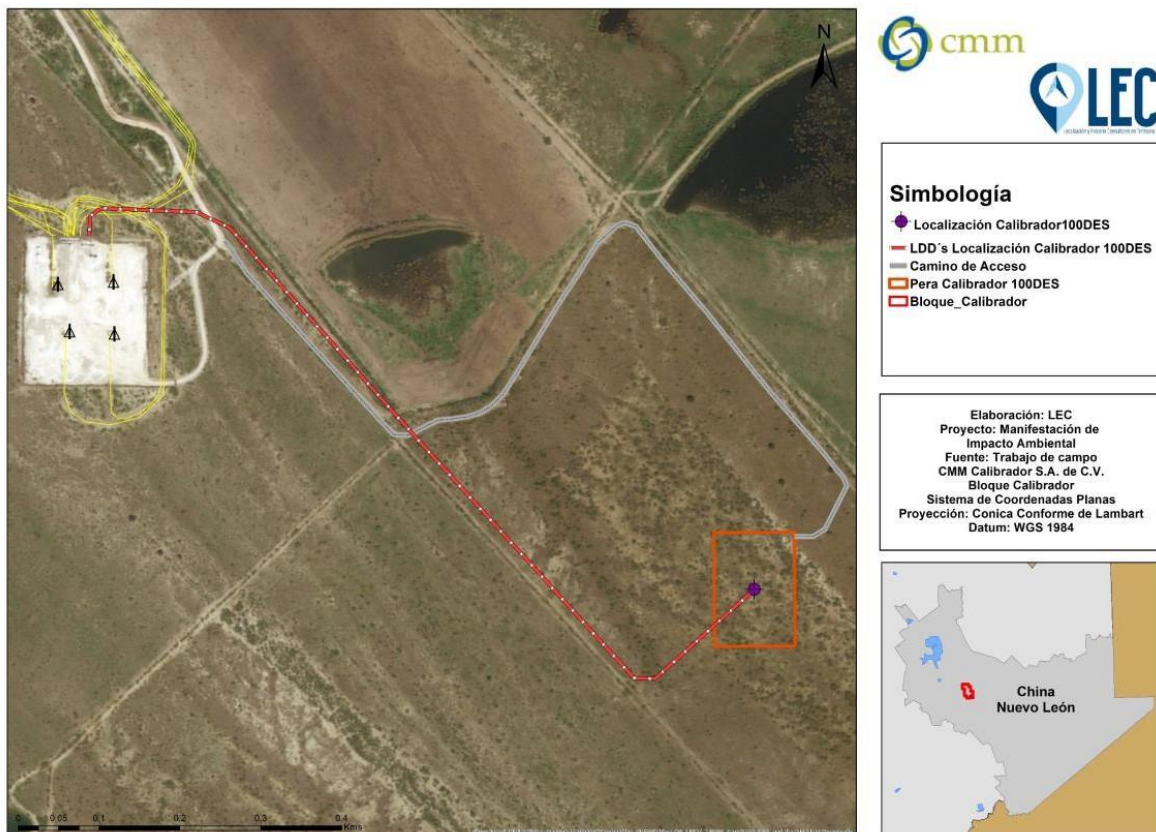 N
0 0.05 0.1 0.2 0.3 0.4
Kms
cmm
LEC
Simbología
Localización Calibrador100DES
LDD´s Localización Calibrador 100DES
Camino de Acceso
Pera Calibrador 100DES
Bloque_Calibrador
Elaboración: LEC
Proyecto: Manifestación de
Impacto Ambiental
Fuente: Trabajo de campo
CMM Calibrador S.A. de C.V.
Bloque Calibrador
Sistema de Coordenadas Planas
Proyección: Conica Conforme de Lambart
Datum: WGS 1984
China
Nuevo León